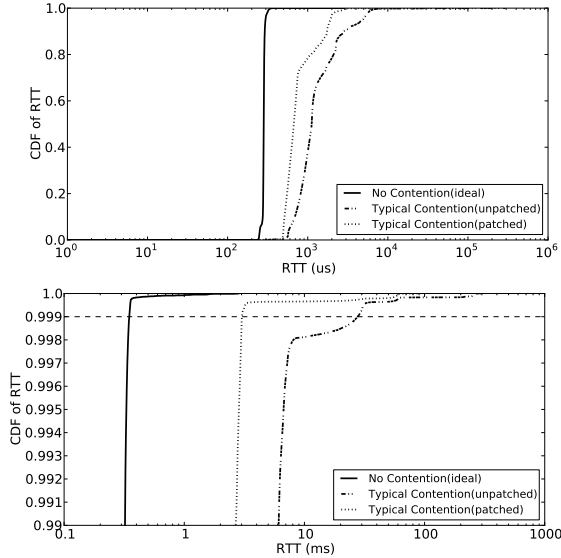 1.0
0.8
0.6
0.4
0.2
0.0
CDF of RTT
10^0 10^1 10^2 10^3 10^4 10^5 10^6
RTT (us)
No Contention(ideal)
Typical Contention(unpatched)
Typical Contention(patched)
1.0
0.999
0.998
0.997
0.996
0.995
0.994
0.993
0.992
0.991
0.99
CDF of RTT
0.1 1 10 100 1000
RTT (ms)
No Contention(ideal)
Typical Contention(unpatched)
Typical Contention(patched)